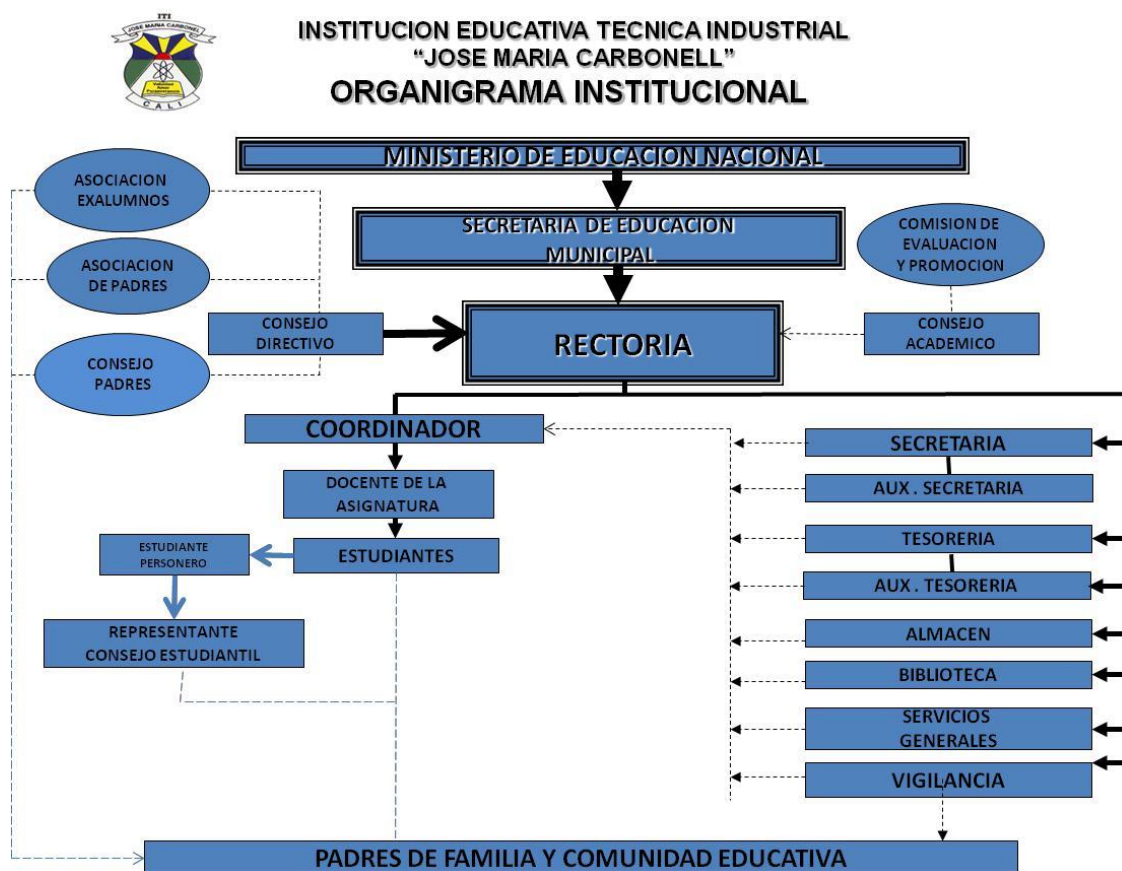 ITI
JOSE MARIA CARBONEL
CALI
INSTITUCION EDUCATIVA TECNICA INDUSTRIAL
“JOSE MARIA CARBONELL”
ORGANIGRAMA INSTITUCIONAL
MINISTERIO DE EDUCACION NACIONAL
ASOCIACION
EXALUMNOS
SECRETARIA DE EDUCACION
MUNICIPAL
COMISION DE
EVALUACION
Y PROMOCION
ASOCIACION
DE PADRES
CONSEJO
DIRECTIVO
RECTORIA
CONSEJO
ACADEMICO
CONSEJO
PADRES
COORDINADOR
SECRETARIA
DOCENTE DE LA
ASIGNATURA
AUX . SECRETARIA
ESTUDIANTE
PERSONERO
ESTUDIANTES
TESORERIA
AUX . TESORERIA
REPRESENTANTE
CONSEJO ESTUDIANTIL
ALMACEN
BIBLIOTECA
SERVICIOS
GENERALES
VIGILANCIA
PADRES DE FAMILIA Y COMUNIDAD EDUCATIVA